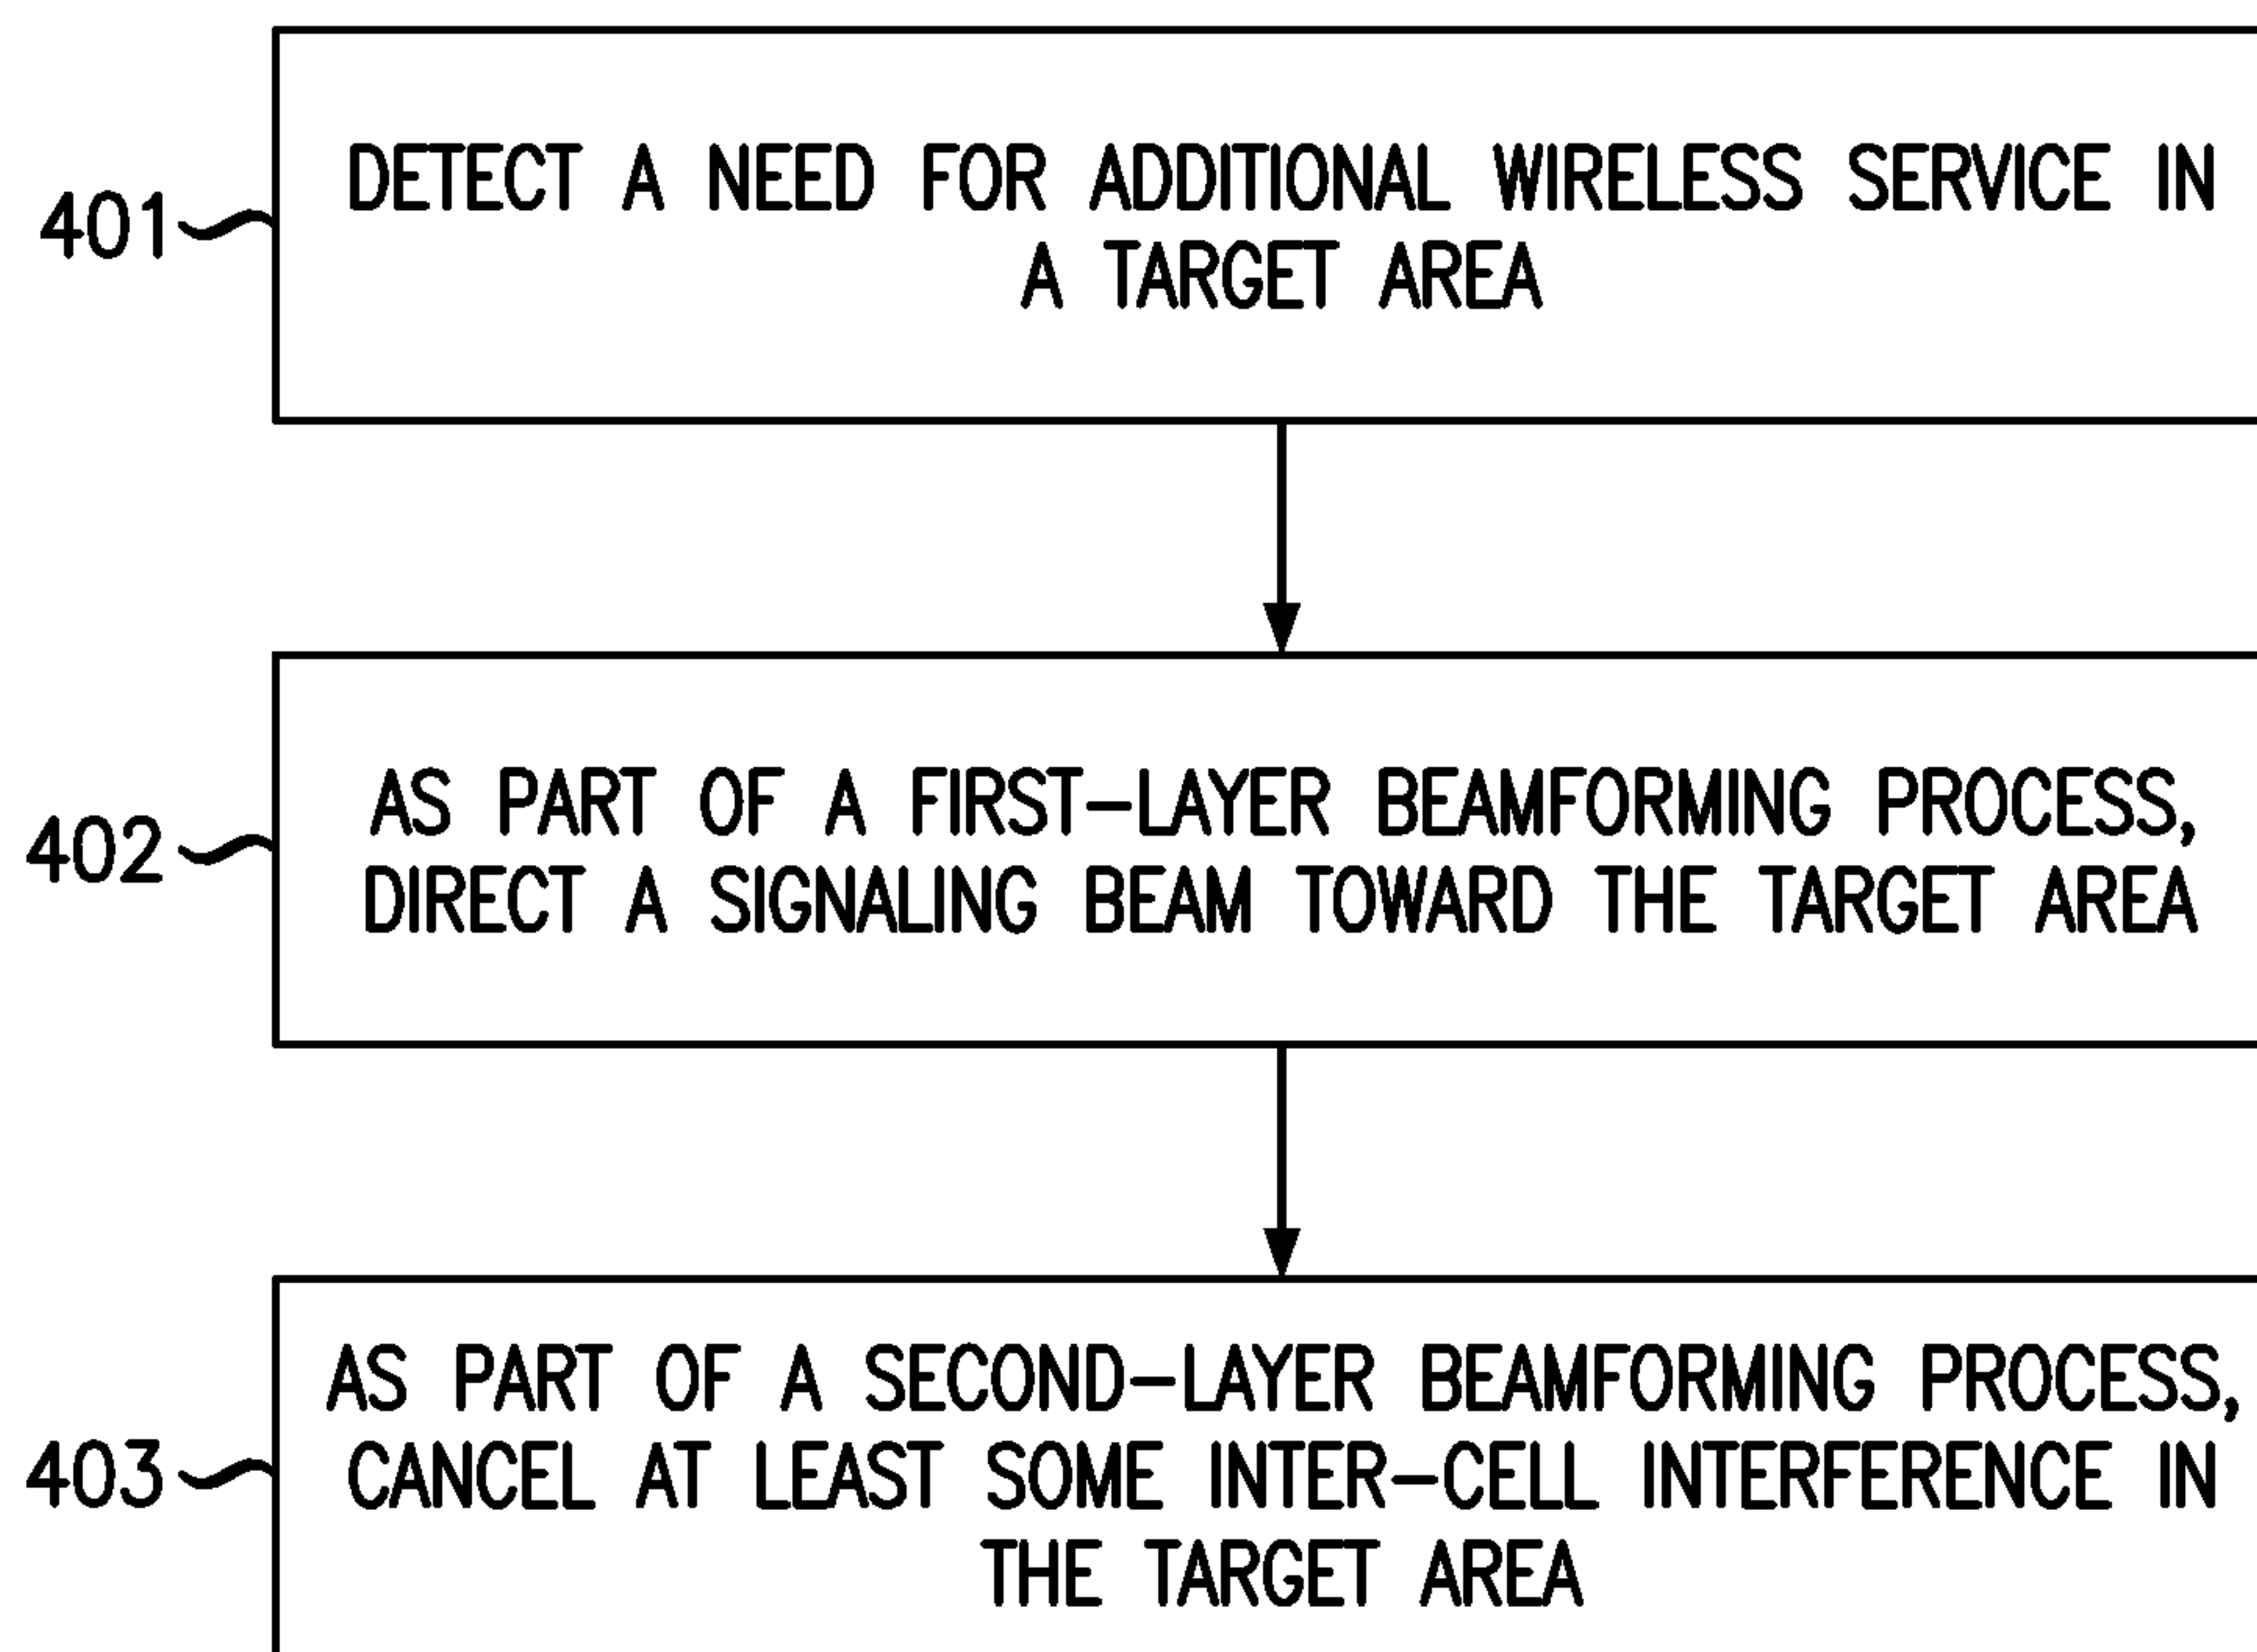 401
DETECT A NEED FOR ADDITIONAL WIRELESS SERVICE IN
A TARGET AREA
402
AS PART OF A FIRST-LAYER BEAMFORMING PROCESS,
DIRECT A SIGNALING BEAM TOWARD THE TARGET AREA
403
AS PART OF A SECOND-LAYER BEAMFORMING PROCESS,
CANCEL AT LEAST SOME INTER-CELL INTERFERENCE IN
THE TARGET AREA